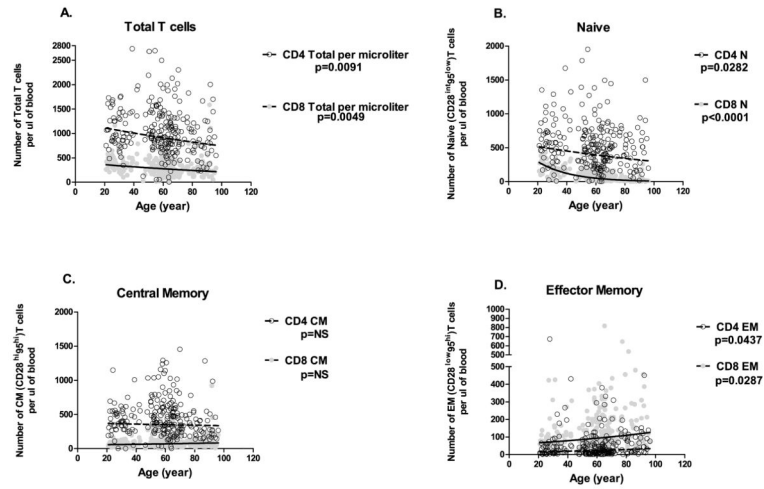 A.
Total T cells
Number of Total T cells
per ul of blood
2800
2500
2000
1500
1000
500
0
0 20 40 60 80 100 120
Age (year)
CD4 Total per microliter
p=0.0091
CD8 Total per microliter
p=0.0049
B.
Naive
Number of Naive (CD28 int95low)T cells
per ul of blood
2000
1500
1000
500
0
0 20 40 60 80 100 120
Age (year)
CD4 N
p=0.0282
CD8 N
p<0.0001
C.
Central Memory
Number of CM (CD28 hi95hi)T cells
per ul of blood
2000
1500
1000
500
0
0 20 40 60 80 100 120
Age (year)
CD4 CM
p=NS
CD8 CM
p=NS
D.
Effector Memory
Number of EM (CD28 low95hi)T cells
per ul of blood
1000
900
800
700
600
500
400
300
200
100
0
0 20 40 60 80 100 120
Age (year)
CD4 EM
p=0.0437
CD8 EM
p=0.0287